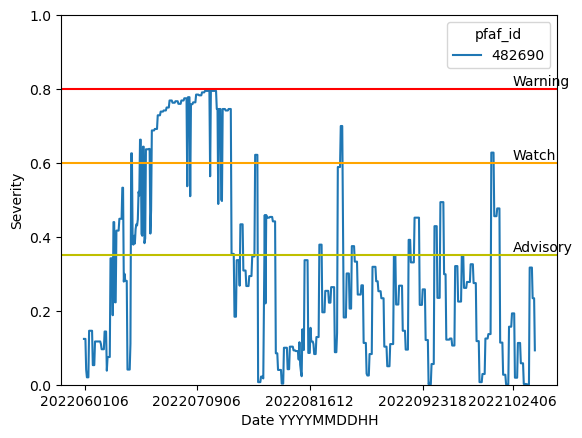 1.0
0.8
0.6
0.4
0.2
0.0
Severity
pfaf_id
482690
Warning
Watch
Advisory
2022060106
2022070906
2022081612
2022092318
2022102406
Date YYYYMMDDHH